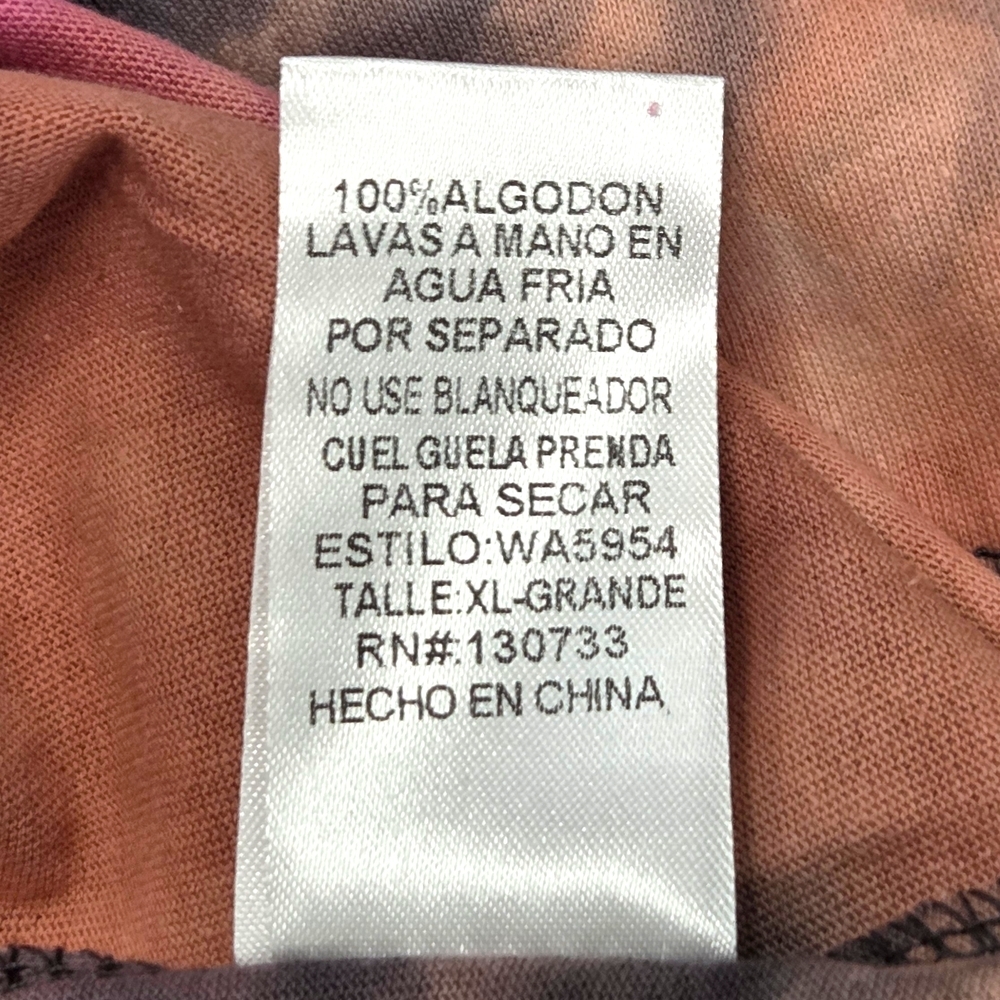 100%ALGODON
LAVAS A MANO EN
AGUA FRIA
POR SEPARADO
NO USE BLANQUEADOR
CUEL GUELA PRENDA
PARA SECAR
ESTILO:WA5954
TALLE:XL-GRANDE
RN#:130733
HECHO EN CHINA